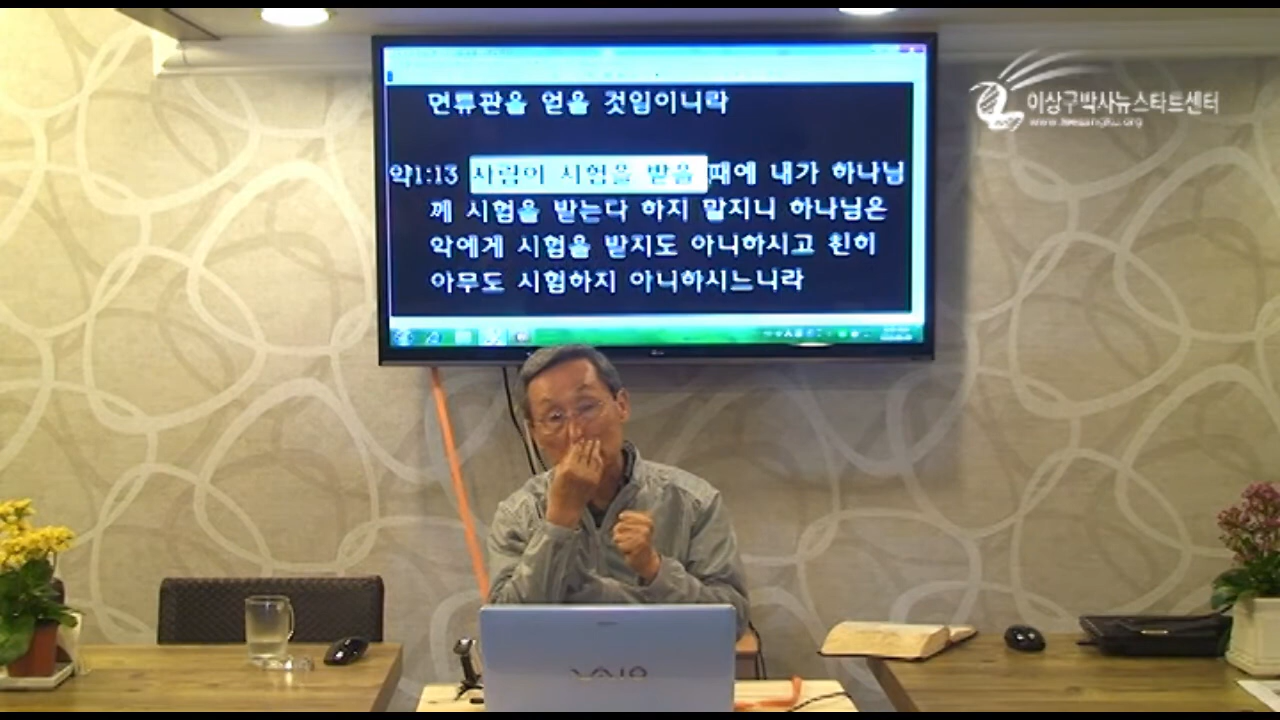 면류관을 얻을 것임이니라
약1:13 사람이 시험을 받을 때에 내가 하나님
께 시험을 받는다 하지 말지니 하나님은
악에게 시험을 받지도 아니하시고 친히
아무도 시험하지 아니하시느니라
이상구박사뉴스타트센터
VAIO